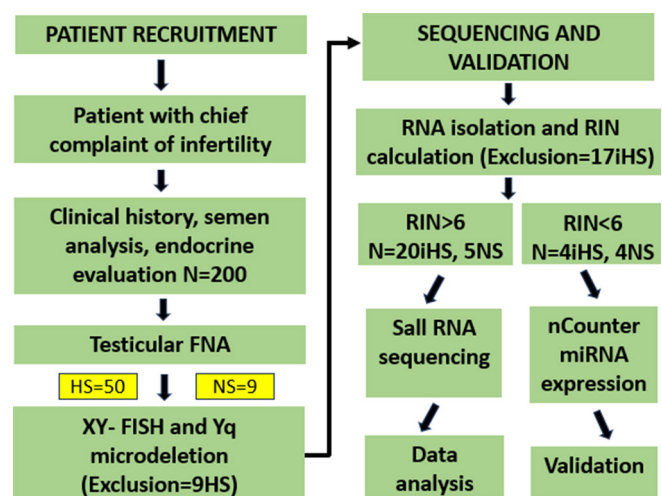 PATIENT RECRUITMENT
Patient with chief
complaint of infertility
Clinical history, semen
analysis, endocrine
evaluation N=200
Testicular FNA
HS=50
NS=9
XY- FISH and Yq
microdeletion
(Exclusion=9HS)
SEQUENCING AND
VALIDATION
RNA isolation and RIN
calculation (Exclusion=17iHS)
RIN>6
N=20iHS, 5NS
RIN<6
N=4iHS, 4NS
Sall RNA
sequencing
nCounter
miRNA
expression
Data
analysis
Validation